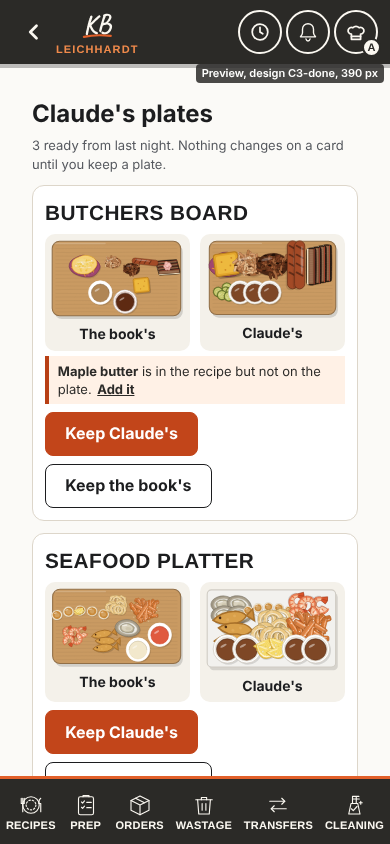 KB
LEICHHARDT
A
Preview, design C3-done, 390 px
Claude's plates
3 ready from last night. Nothing changes on a card
until you keep a plate.
BUTCHERS BOARD
The book's
Claude's
Maple butter is in the recipe but not on the
plate. Add it
Keep Claude's
Keep the book's
SEAFOOD PLATTER
The book's
Claude's
Keep Claude's
RECIPES
PREP
ORDERS
WASTAGE
TRANSFERS
CLEANING